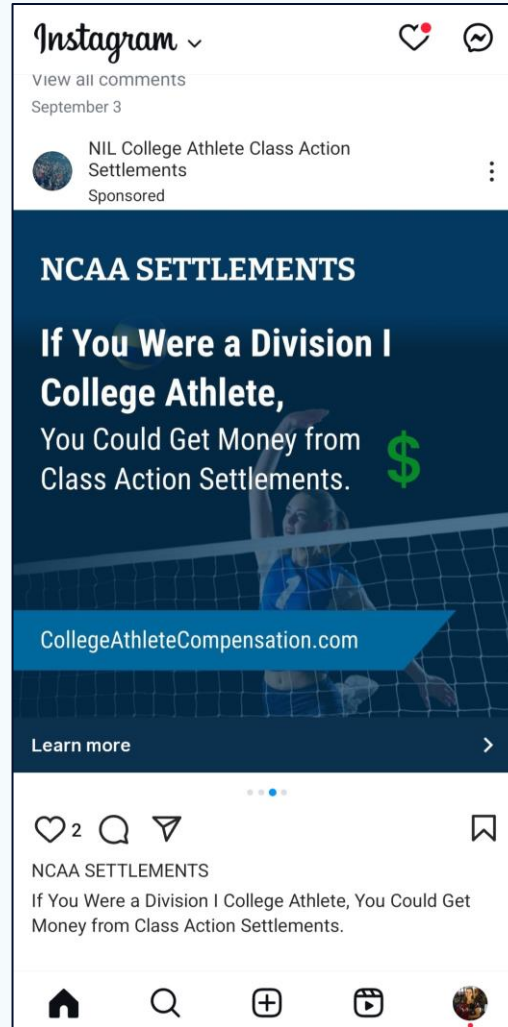 Instagram
View all comments
September 3
NIL College Athlete Class Action
Settlements
Sponsored
NCAA SETTLEMENTS
If You Were a Division I
College Athlete,
You Could Get Money from
Class Action Settlements.
$
CollegeAthleteCompensation.com
Learn more
2
NCAA SETTLEMENTS
If You Were a Division I College Athlete, You Could Get
Money from Class Action Settlements.